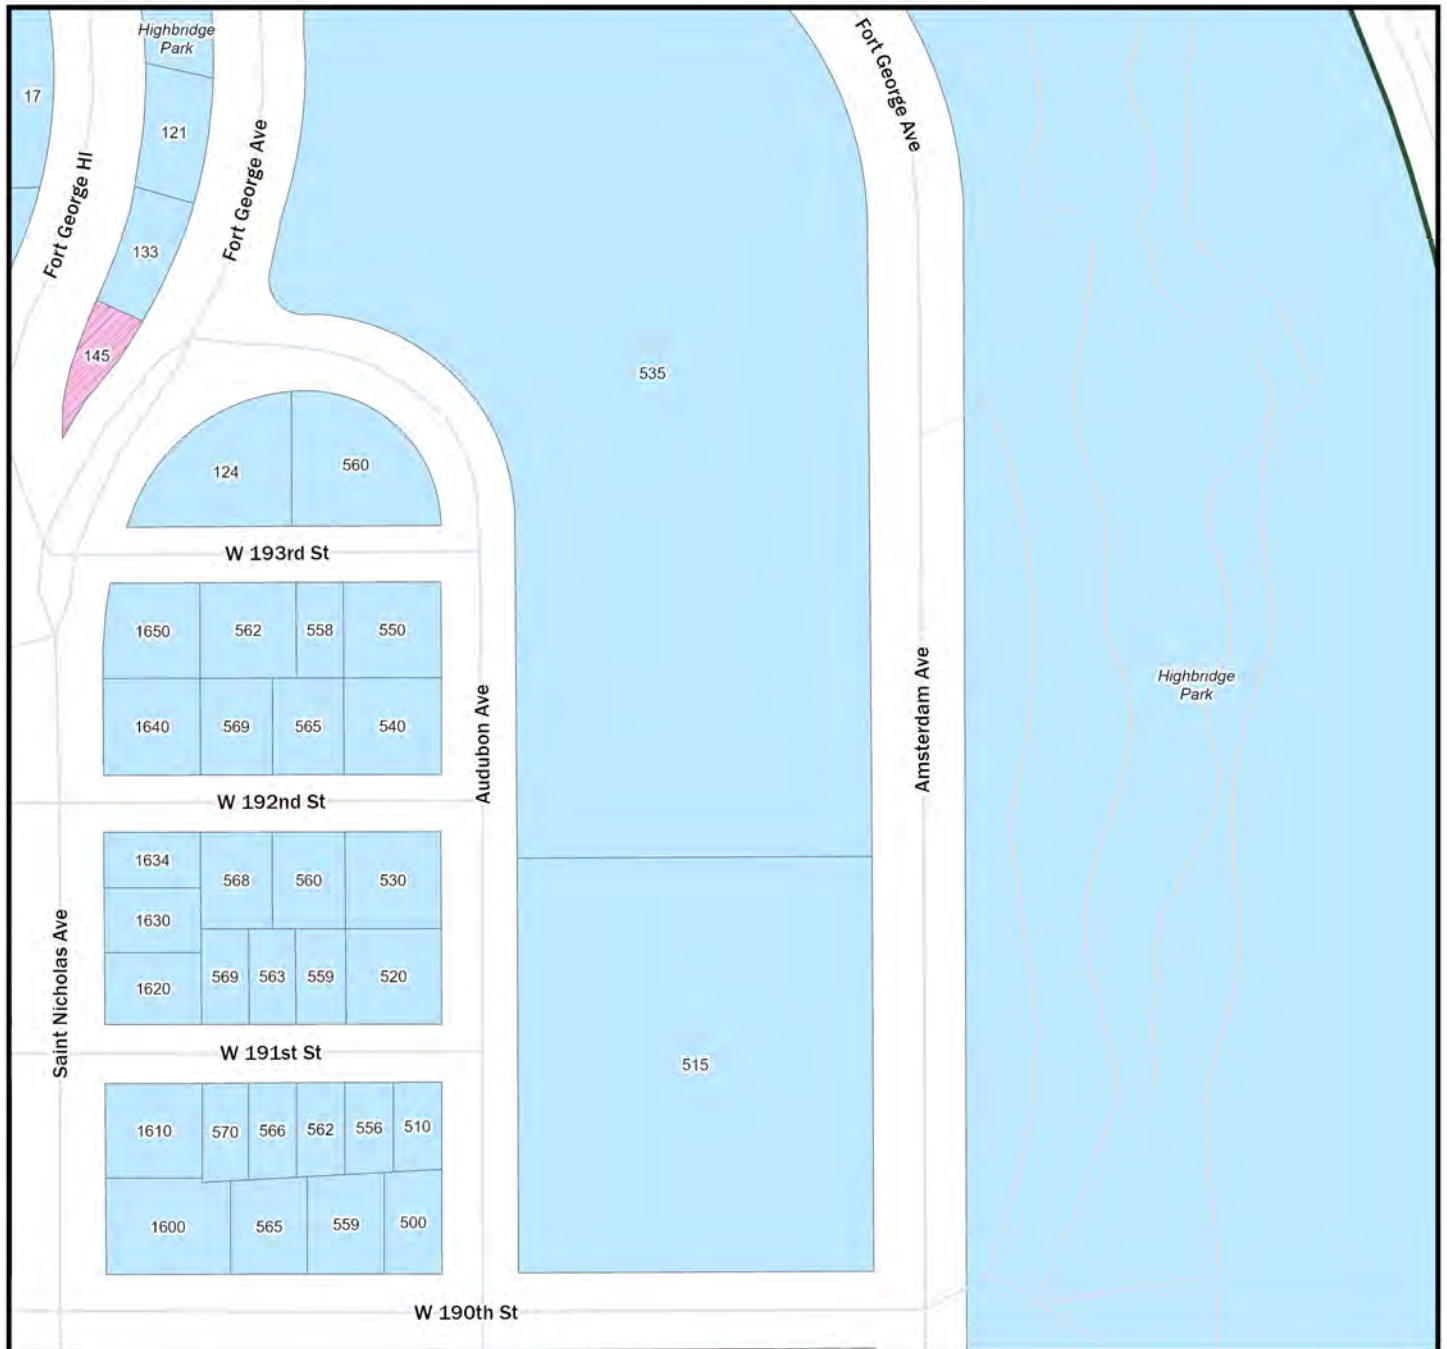 Highbridge
Park
Fort George Ave
17
121
Fort George Hl
Fort George Ave
133
145
535
124
560
W 193rd St
1650
562
558
550
Highbridge
Park
1640
569
565
540
Audubon Ave
Amsterdam Ave
W 192nd St
1634
568
560
530
1630
1620
569
563
559
520
Saint Nicholas Ave
W 191st St
515
1610
570
566
562
556
510
1600
565
559
500
W 190th St